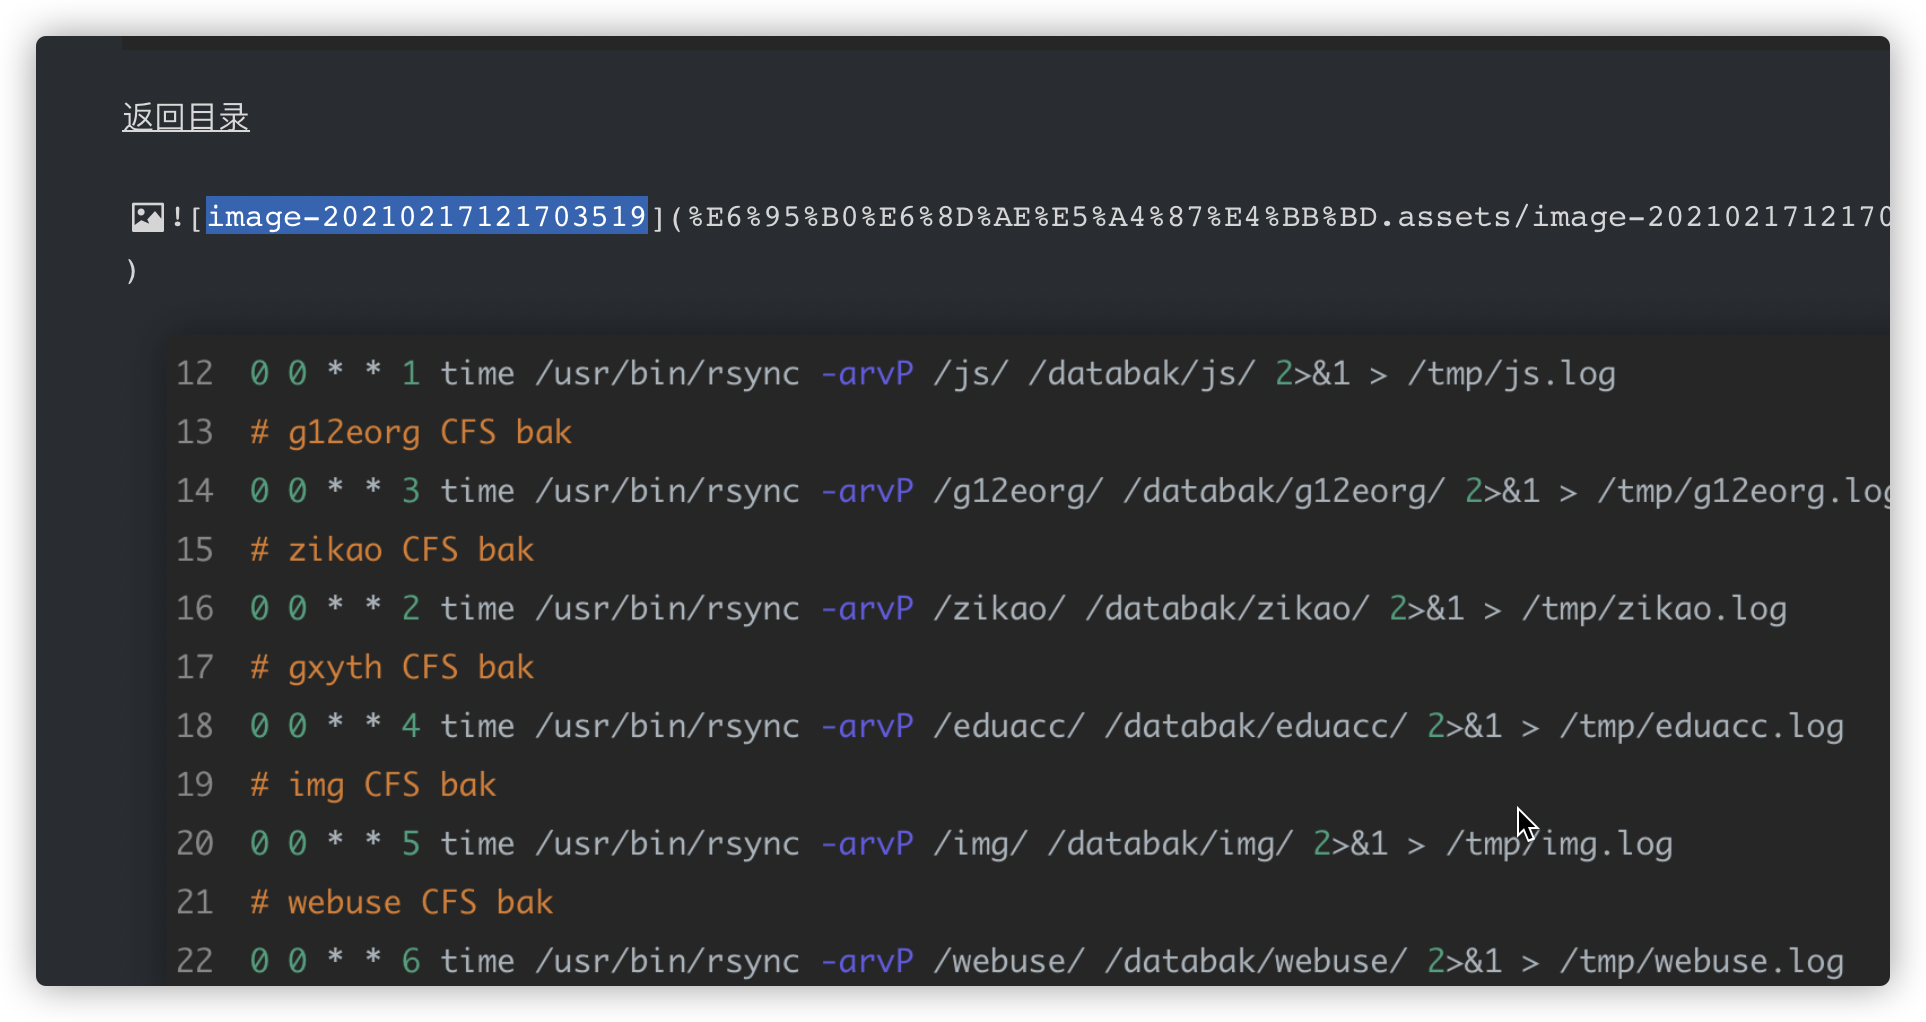 返回目录
![image-20210217121703519](%E6%95%B0%E6%8D%AE%E5%A4%87%E4%BB%BD.assets/image-2021021712170
)
12 0 0 * * 1 time /usr/bin/rsync -arvP /js/ /databak/js/ 2>&1 > /tmp/js.log
13 # g12eorg CFS bak
14 0 0 * * 3 time /usr/bin/rsync -arvP /g12eorg/ /databak/g12eorg/ 2>&1 > /tmp/g12eorg.log
15 # zikao CFS bak
16 0 0 * * 2 time /usr/bin/rsync -arvP /zikao/ /databak/zikao/ 2>&1 > /tmp/zikao.log
17 # gxyth CFS bak
18 0 0 * * 4 time /usr/bin/rsync -arvP /eduacc/ /databak/eduacc/ 2>&1 > /tmp/eduacc.log
19 # img CFS bak
20 0 0 * * 5 time /usr/bin/rsync -arvP /img/ /databak/img/ 2>&1 > /tmp/img.log
21 # webuse CFS bak
22 0 0 * * 6 time /usr/bin/rsync -arvP /webuse/ /databak/webuse/ 2>&1 > /tmp/webuse.log